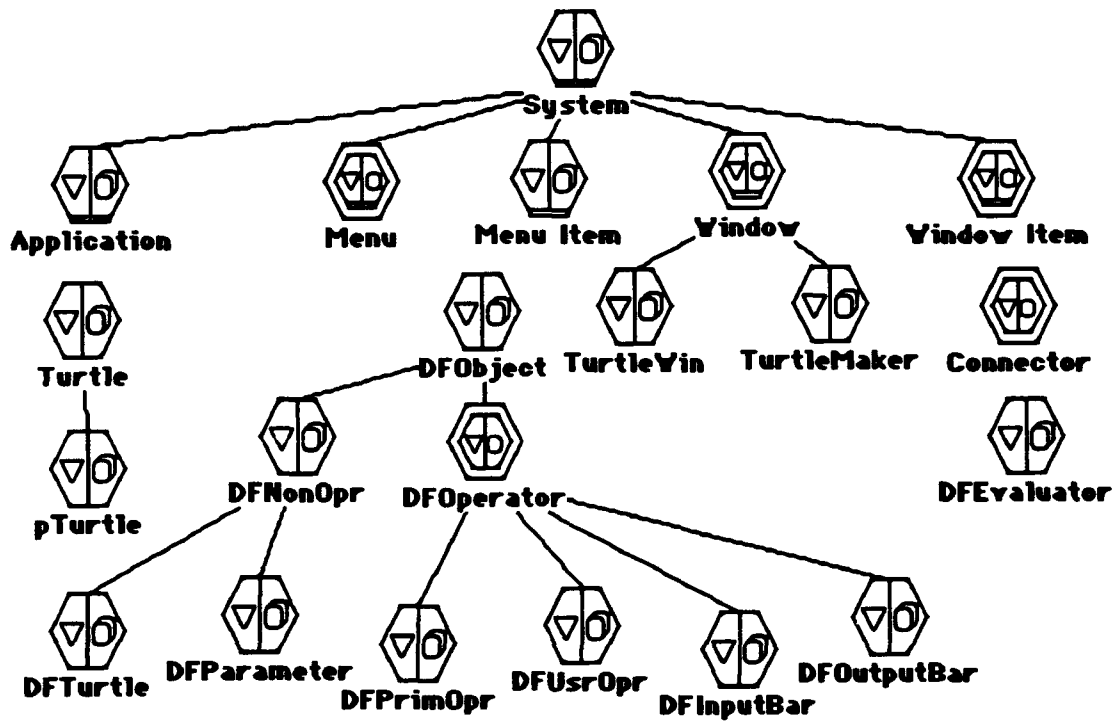 System
Application
Menu
Menu Item
Window
Window Item
Turtle
DFObject
TurtleWin
TurtleMaker
Connector
pTurtle
DFNonOpr
DFOperator
DFEvaluator
DFTurtle
DFParameter
DFPrimOpr
DFUsrOpr
DFInputBar
DFOutputBar